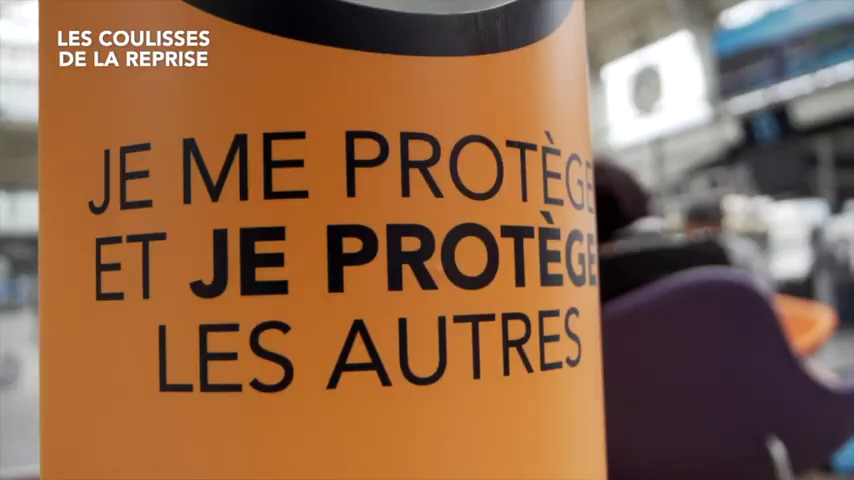 LES COULISSES
DE LA REPRISE
JE ME PROTÈGE
ET JE PROTÈGE
LES AUTRES